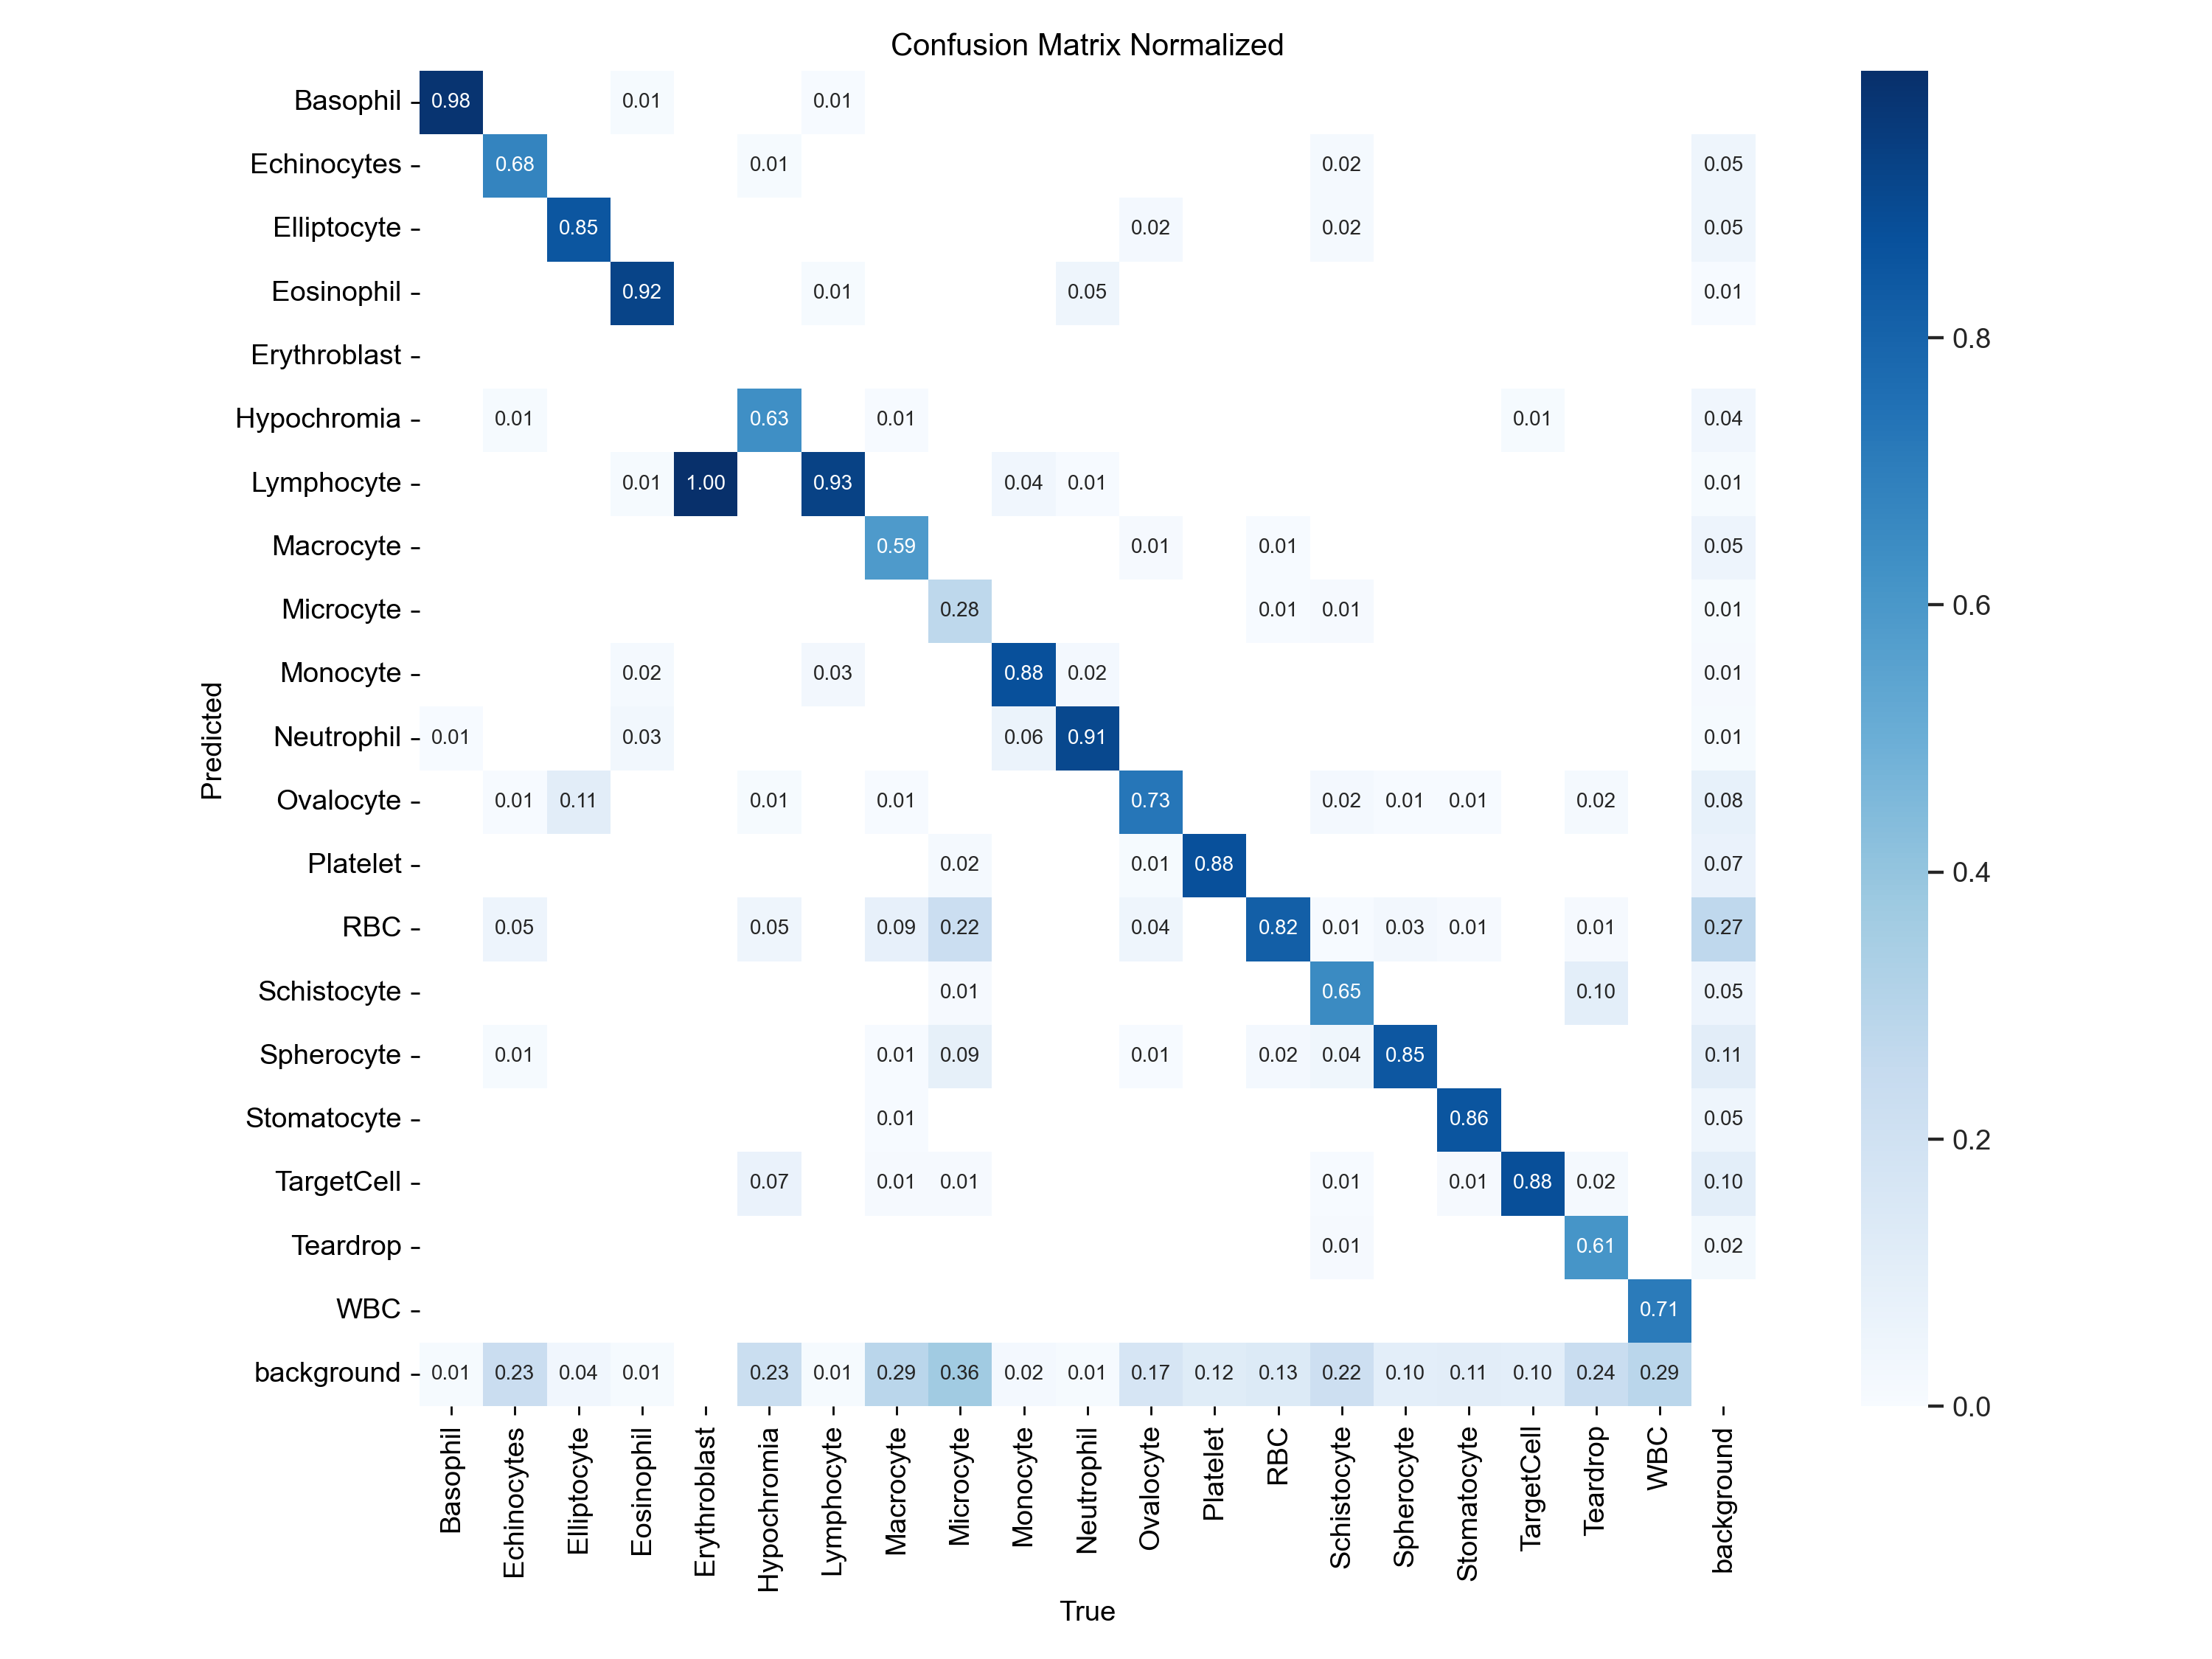 Confusion Matrix Normalized
Basophil 0.98 0.01 0.01
Echinocytes 0.68 0.01 0.02 0.05
Elliptocyte 0.85 0.02 0.02 0.05
Eosinophil 0.92 0.01 0.05 0.01
Erythroblast
Hypochromia 0.01 0.63 0.01 0.01 0.04
Lymphocyte 0.01 1.00 0.93 0.04 0.01 0.01
Macrocyte 0.59 0.01 0.01 0.05
Microcyte 0.28 0.01 0.01 0.01
Monocyte 0.02 0.03 0.88 0.02 0.01
Neutrophil 0.01 0.03 0.06 0.91 0.01
Ovalocyte 0.01 0.11 0.01 0.01 0.73 0.02 0.01 0.01 0.02 0.08
Platelet 0.02 0.01 0.88 0.07
RBC 0.05 0.05 0.09 0.22 0.04 0.82 0.01 0.03 0.01 0.01 0.27
Schistocyte 0.01 0.65 0.10 0.05
Spherocyte 0.01 0.01 0.09 0.01 0.02 0.04 0.85 0.11
Stomatocyte 0.01 0.86 0.05
TargetCell 0.07 0.01 0.01 0.01 0.01 0.88 0.02 0.10
Teardrop 0.01 0.61 0.02
WBC 0.71
background 0.01 0.23 0.04 0.01 0.23 0.01 0.29 0.36 0.02 0.01 0.17 0.12 0.13 0.22 0.10 0.11 0.10 0.24 0.29
Predicted
Basophil Echinocytes Elliptocyte Eosinophil Erythroblast Hypochromia Lymphocyte Macrocyte Microcyte Monocyte Neutrophil Ovalocyte Platelet RBC Schistocyte Spherocyte Stomatocyte TargetCell Teardrop WBC background
True
0.8
0.6
0.4
0.2
0.0